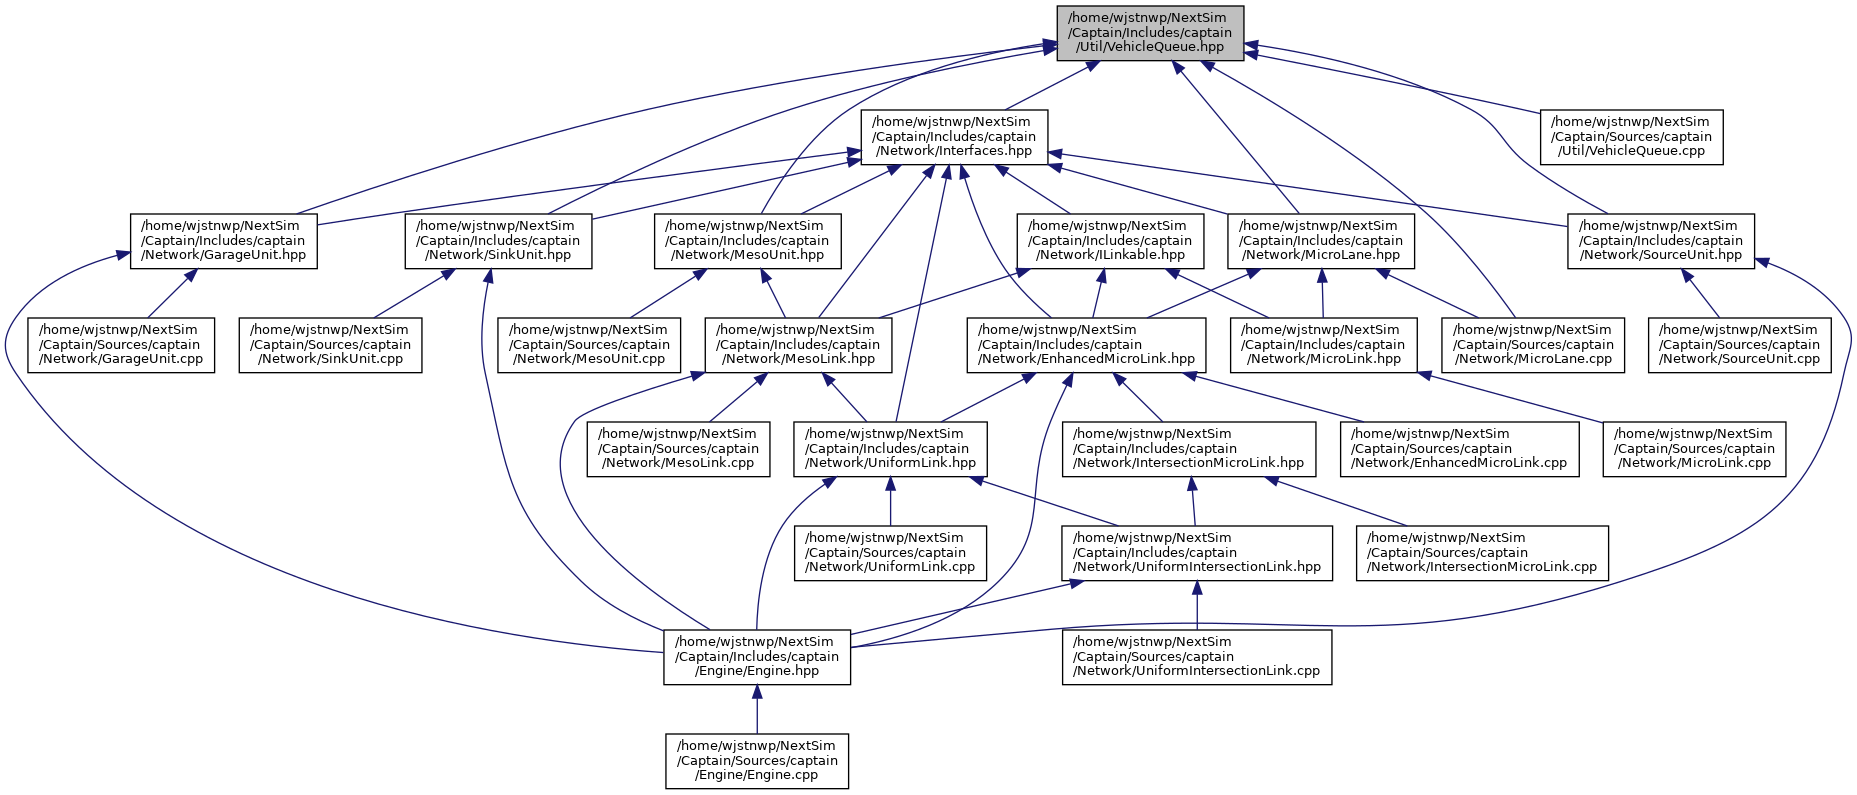 /home/wjstnwp/NextSim
/Captain/Includes/captain
/Util/VehicleQueue.hpp
/home/wjstnwp/NextSim
/Captain/Includes/captain
/Network/Interfaces.hpp
/home/wjstnwp/NextSim
/Captain/Sources/captain
/Util/VehicleQueue.cpp
/home/wjstnwp/NextSim
/Captain/Includes/captain
/Network/GarageUnit.hpp
/home/wjstnwp/NextSim
/Captain/Includes/captain
/Network/SinkUnit.hpp
/home/wjstnwp/NextSim
/Captain/Includes/captain
/Network/MesoUnit.hpp
/home/wjstnwp/NextSim
/Captain/Includes/captain
/Network/ILinkable.hpp
/home/wjstnwp/NextSim
/Captain/Includes/captain
/Network/MicroLane.hpp
/home/wjstnwp/NextSim
/Captain/Includes/captain
/Network/SourceUnit.hpp
/home/wjstnwp/NextSim
/Captain/Sources/captain
/Network/GarageUnit.cpp
/home/wjstnwp/NextSim
/Captain/Sources/captain
/Network/SinkUnit.cpp
/home/wjstnwp/NextSim
/Captain/Sources/captain
/Network/MesoUnit.cpp
/home/wjstnwp/NextSim
/Captain/Includes/captain
/Network/MesoLink.hpp
/home/wjstnwp/NextSim
/Captain/Includes/captain
/Network/EnhancedMicroLink.hpp
/home/wjstnwp/NextSim
/Captain/Includes/captain
/Network/MicroLink.hpp
/home/wjstnwp/NextSim
/Captain/Sources/captain
/Network/MicroLane.cpp
/home/wjstnwp/NextSim
/Captain/Sources/captain
/Network/SourceUnit.cpp
/home/wjstnwp/NextSim
/Captain/Sources/captain
/Network/MesoLink.cpp
/home/wjstnwp/NextSim
/Captain/Includes/captain
/Network/UniformLink.hpp
/home/wjstnwp/NextSim
/Captain/Includes/captain
/Network/IntersectionMicroLink.hpp
/home/wjstnwp/NextSim
/Captain/Sources/captain
/Network/EnhancedMicroLink.cpp
/home/wjstnwp/NextSim
/Captain/Sources/captain
/Network/MicroLink.cpp
/home/wjstnwp/NextSim
/Captain/Sources/captain
/Network/UniformLink.cpp
/home/wjstnwp/NextSim
/Captain/Includes/captain
/Network/UniformIntersectionLink.hpp
/home/wjstnwp/NextSim
/Captain/Sources/captain
/Network/IntersectionMicroLink.cpp
/home/wjstnwp/NextSim
/Captain/Includes/captain
/Engine/Engine.hpp
/home/wjstnwp/NextSim
/Captain/Sources/captain
/Network/UniformIntersectionLink.cpp
/home/wjstnwp/NextSim
/Captain/Sources/captain
/Engine/Engine.cpp